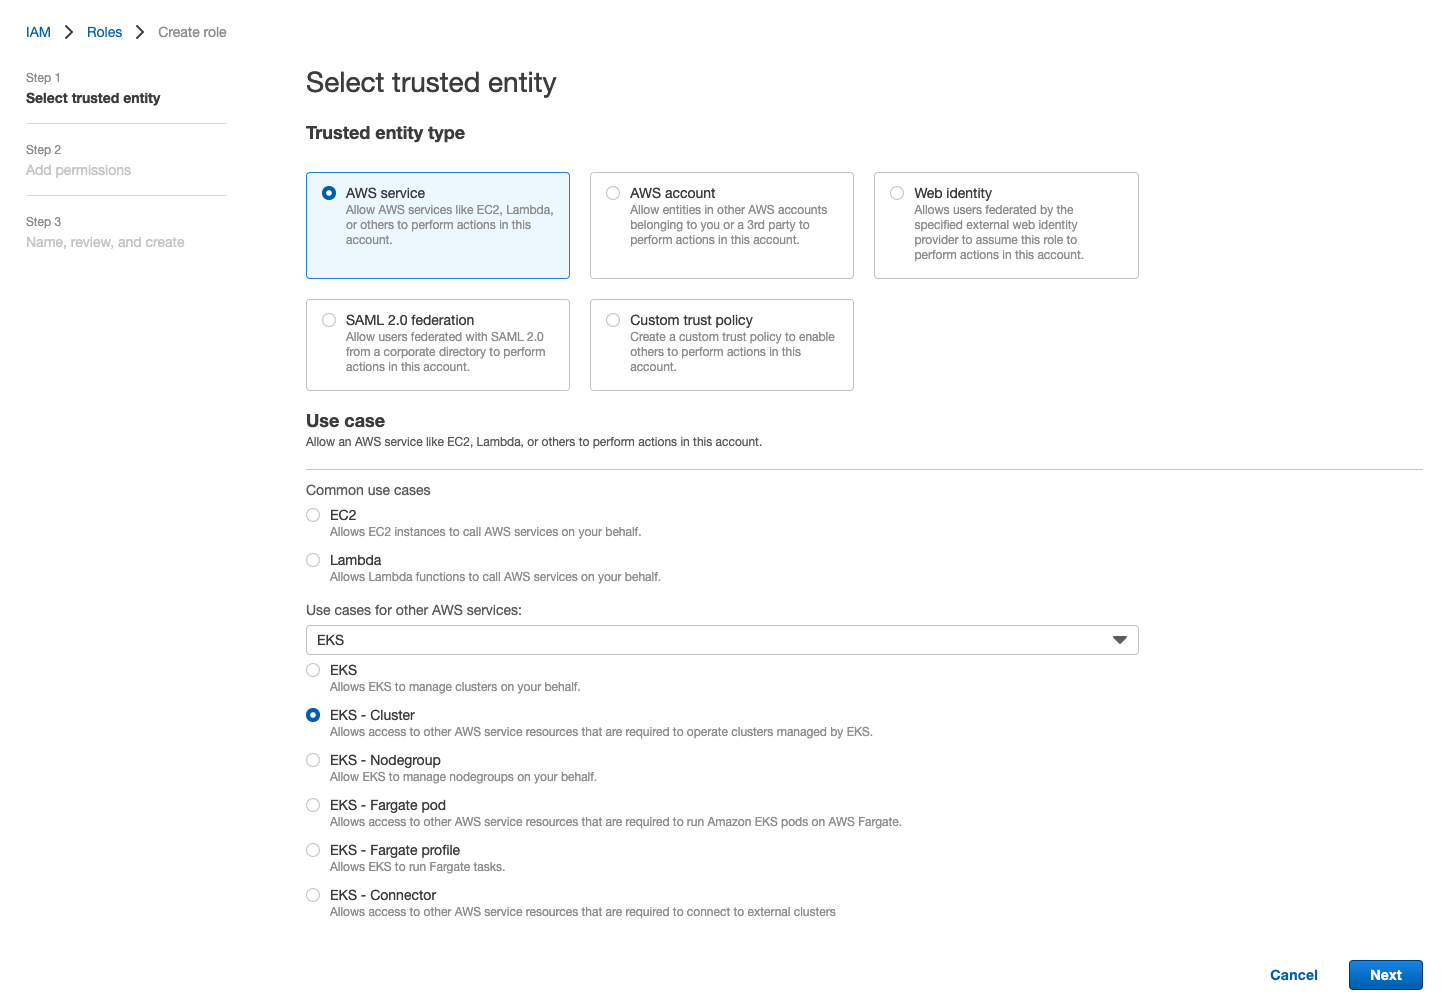 IAM > Roles > Create role
Step 1
Select trusted entity
Step 2
Add permissions
Step 3
Name, review, and create
Select trusted entity
Trusted entity type
AWS service
Allow AWS services like EC2, Lambda,
or others to perform actions in this
account.
AWS account
Allow entities in other AWS accounts
belonging to you or a 3rd party to
perform actions in this account.
Web identity
Allows users federated by the
specified external web identity
provider to assume this role to
perform actions in this account.
SAML 2.0 federation
Allow users federated with SAML 2.0
from a corporate directory to perform
actions in this account.
Custom trust policy
Create a custom trust policy to enable
others to perform actions in this
account.
Use case
Allow an AWS service like EC2, Lambda, or others to perform actions in this account.
Common use cases
EC2
Allows EC2 instances to call AWS services on your behalf.
Lambda
Allows Lambda functions to call AWS services on your behalf.
Use cases for other AWS services:
EKS
EKS
Allows EKS to manage clusters on your behalf.
EKS - Cluster
Allows access to other AWS service resources that are required to operate clusters managed by EKS.
EKS - Nodegroup
Allow EKS to manage nodegroups on your behalf.
EKS - Fargate pod
Allows access to other AWS service resources that are required to run Amazon EKS pods on AWS Fargate.
EKS - Fargate profile
Allows EKS to run Fargate tasks.
EKS - Connector
Allows access to other AWS service resources that are required to connect to external clusters
Cancel
Next